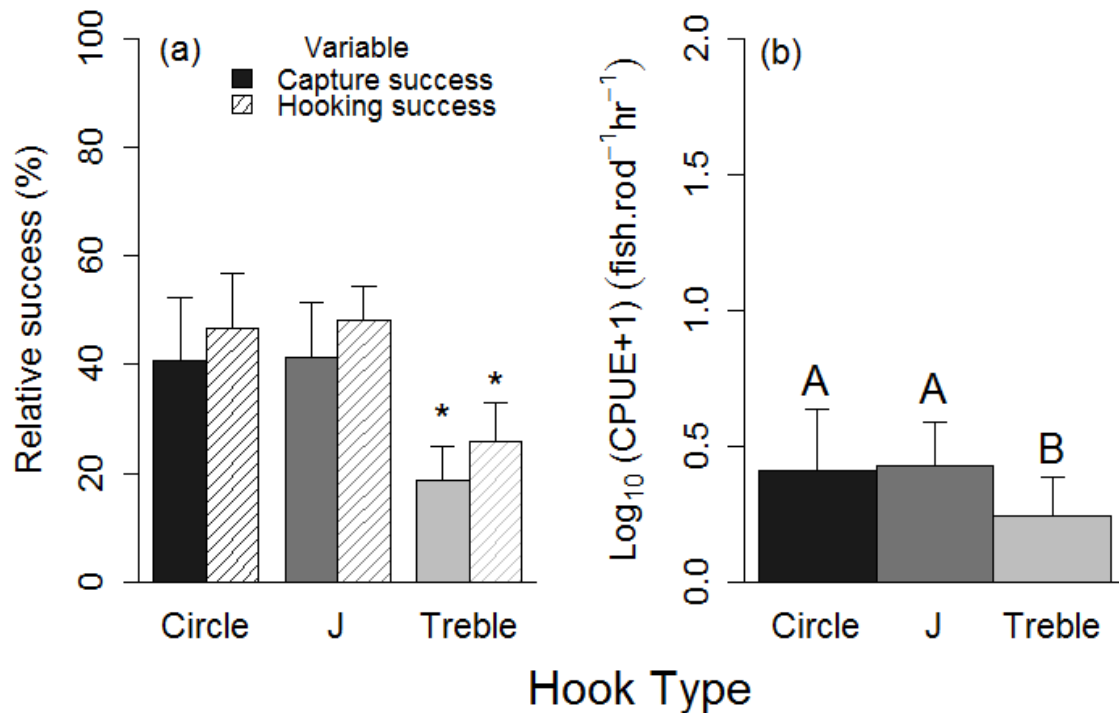 (a)
Variable
Capture success
Hooking success
Relative success (%)
100
80
60
40
20
0
*
*
Circle
J
Treble
(b)
Log₁₀ (CPUE+1) (fish.rod⁻¹hr⁻¹)
2.0
1.5
1.0
0.5
0.0
A
A
B
Circle
J
Treble
Hook Type